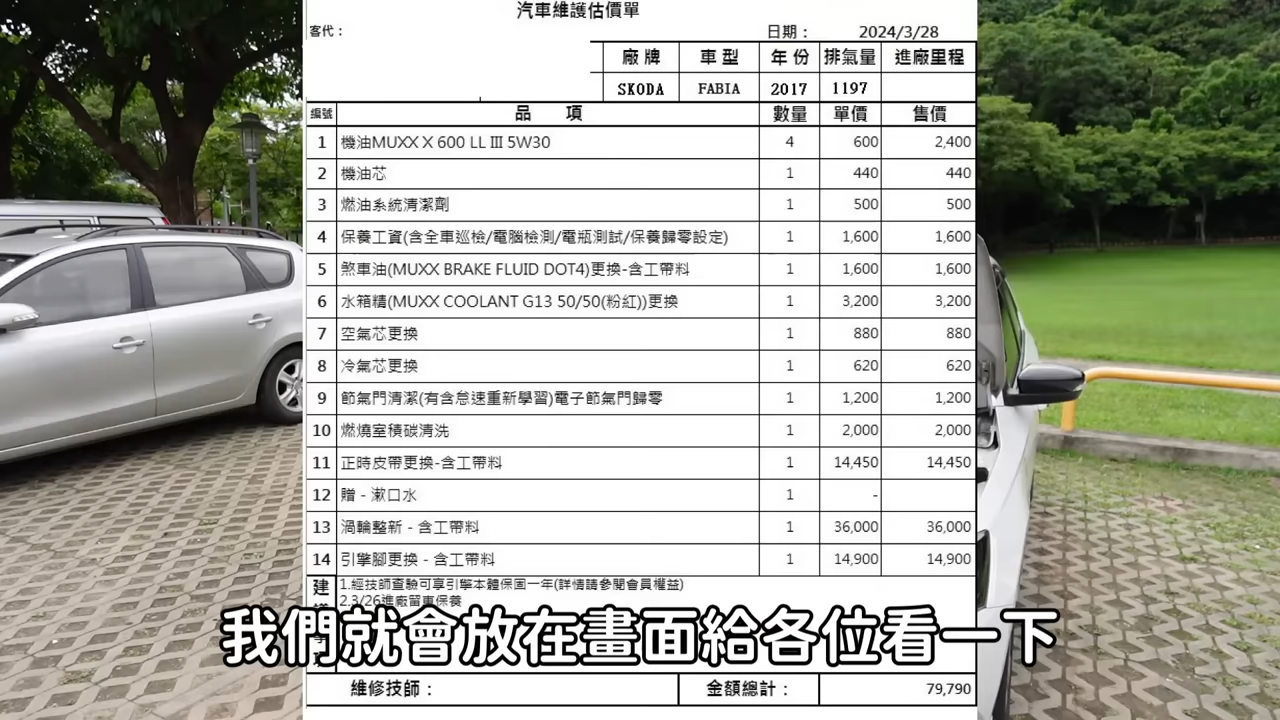 汽車維護估價單
客代： 日期： 2024/3/28
廠牌 車型 年份 排氣量 進廠里程
SKODA FABIA 2017 1197
編號 品 項 數量 單價 售價
1 機油MUXX X 600 LL III 5W30 4 600 2,400
2 機油芯 1 440 440
3 燃油系統清潔劑 1 500 500
4 保養工資(含全車巡檢/電腦檢測/電瓶測試/保養歸零設定) 1 1,600 1,600
5 煞車油(MUXX BRAKE FLUID DOT4)更換-含工帶料 1 1,600 1,600
6 水箱精(MUXX COOLANT G13 50/50(粉紅))更換 1 3,200 3,200
7 空氣芯更換 1 880 880
8 冷氣芯更換 1 620 620
9 節氣門清潔(有含怠速重新學習)電子節氣門歸零 1 1,200 1,200
10 燃燒室積碳清洗 1 2,000 2,000
11 正時皮帶更換-含工帶料 1 14,450 14,450
12 贈 - 漱口水 1 -
13 渦輪整新 - 含工帶料 1 36,000 36,000
14 引擎腳更換 - 含工帶料 1 14,900 14,900
建
1.經技師查驗可享引擎本體保固一年(詳情請參閱會員權益)
2.3/26進廠留車保養
我們就會放在畫面給各位看一下
維修技師： 金額總計： 79,790